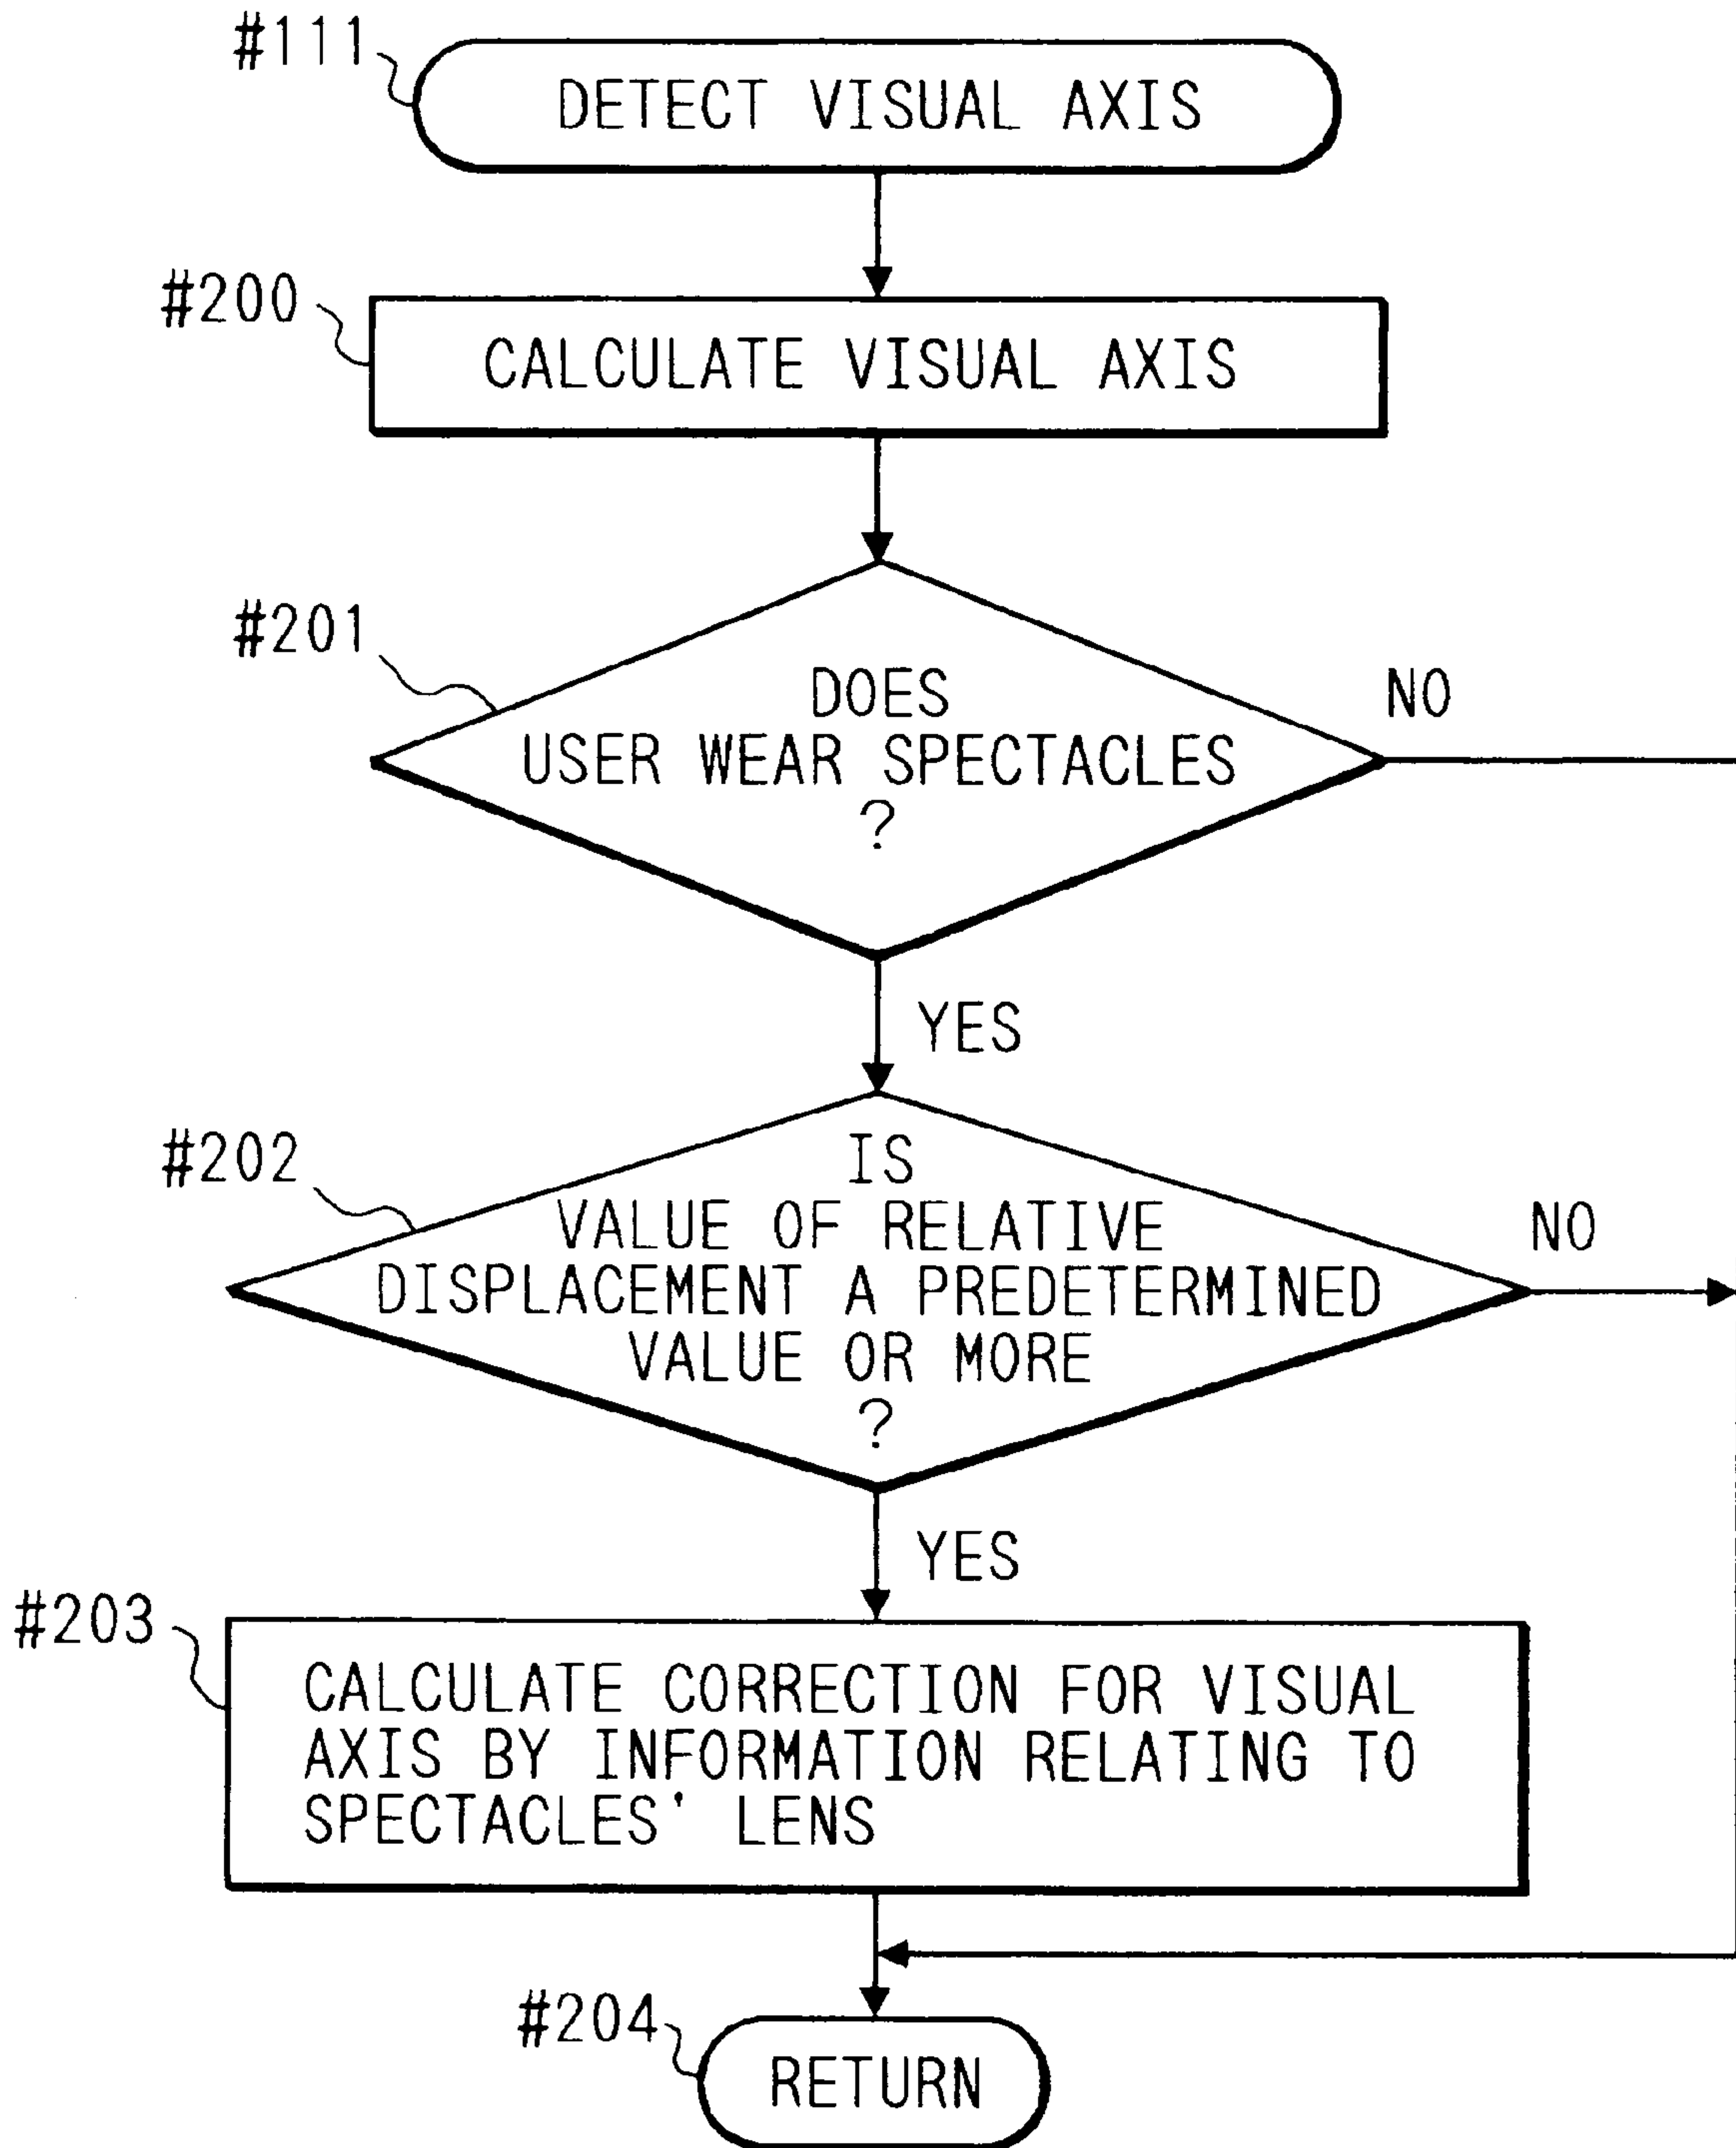 #111
DETECT VISUAL AXIS
#200
CALCULATE VISUAL AXIS
#201
DOES
USER WEAR SPECTACLES
?
NO
YES
#202
IS
VALUE OF RELATIVE
DISPLACEMENT A PREDETERMINED
VALUE OR MORE
?
NO
YES
#203
CALCULATE CORRECTION FOR VISUAL
AXIS BY INFORMATION RELATING TO
SPECTACLES' LENS
#204
RETURN